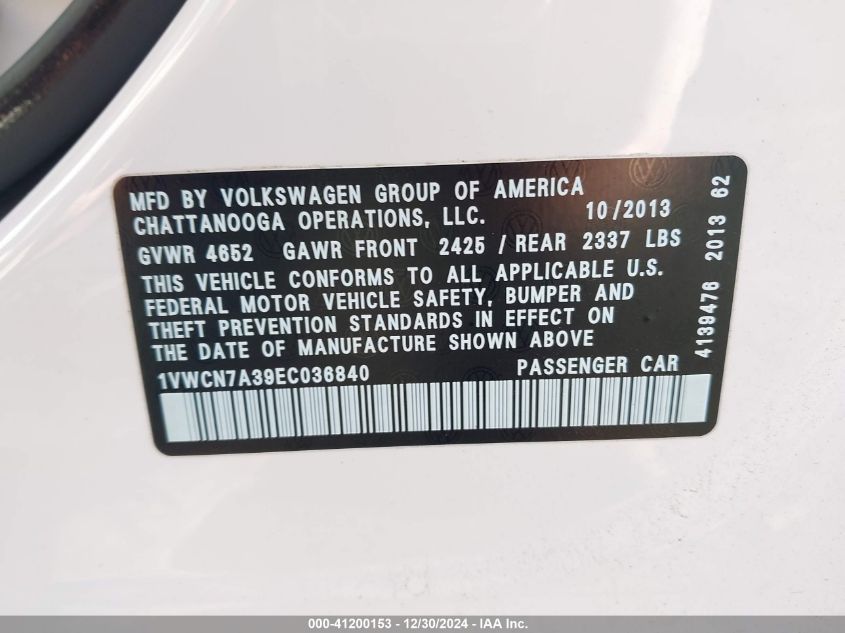 MFD BY VOLKSWAGEN GROUP OF AMERICA
CHATTANOOGA OPERATIONS, LLC. 10/2013
GVWR 4652 GAWR FRONT 2425 / REAR 2337 LBS
THIS VEHICLE CONFORMS TO ALL APPLICABLE U.S.
FEDERAL MOTOR VEHICLE SAFETY, BUMPER AND
THEFT PREVENTION STANDARDS IN EFFECT ON
THE DATE OF MANUFACTURE SHOWN ABOVE
1VWCN7A39EC036840 PASSENGER CAR
4139476 2013 62
000-41200153 - 12/30/2024 - IAA Inc.